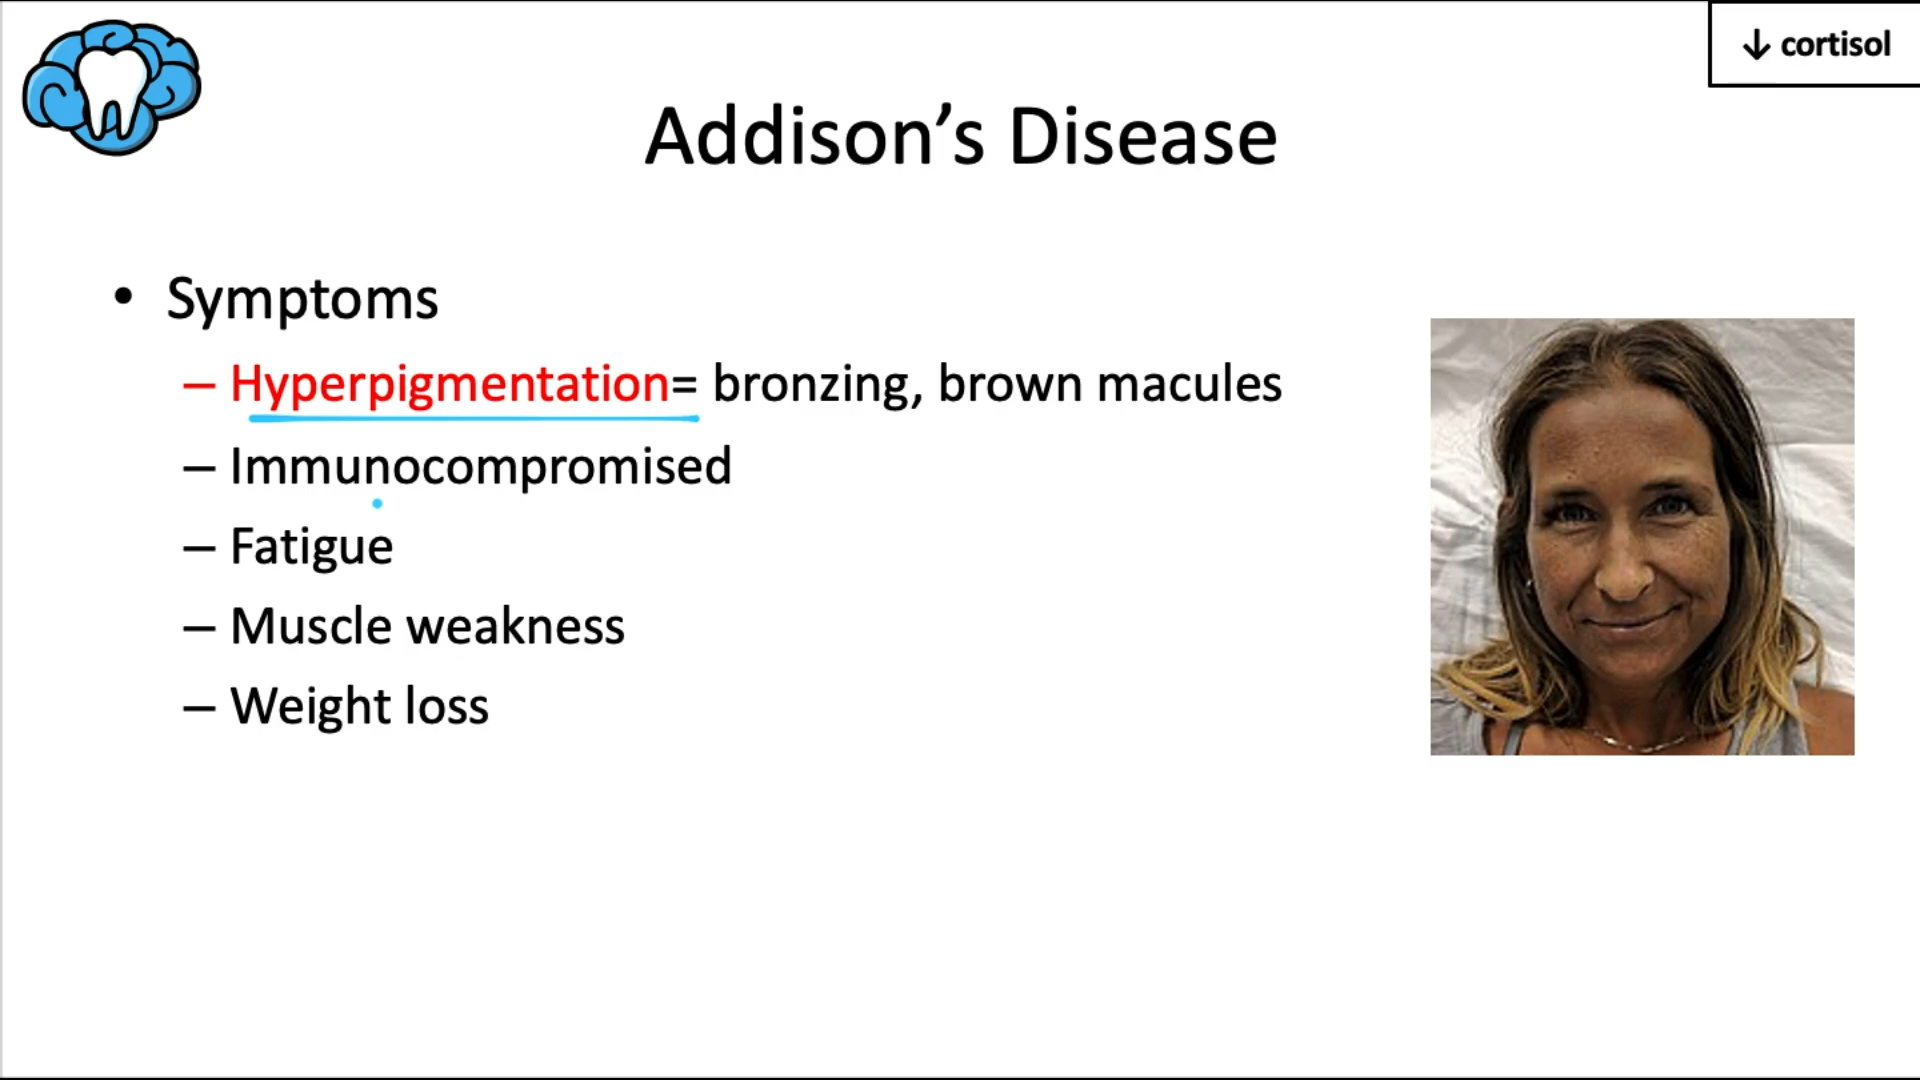 ↓ cortisol
Addison’s Disease
• Symptoms
– Hyperpigmentation= bronzing, brown macules
– Immunocompromised
– Fatigue
– Muscle weakness
– Weight loss